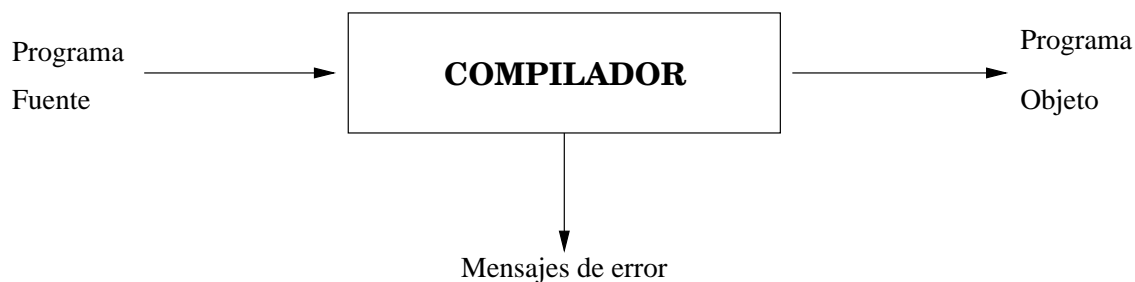 Programa
Fuente
COMPILADOR
Programa
Objeto
Mensajes de error